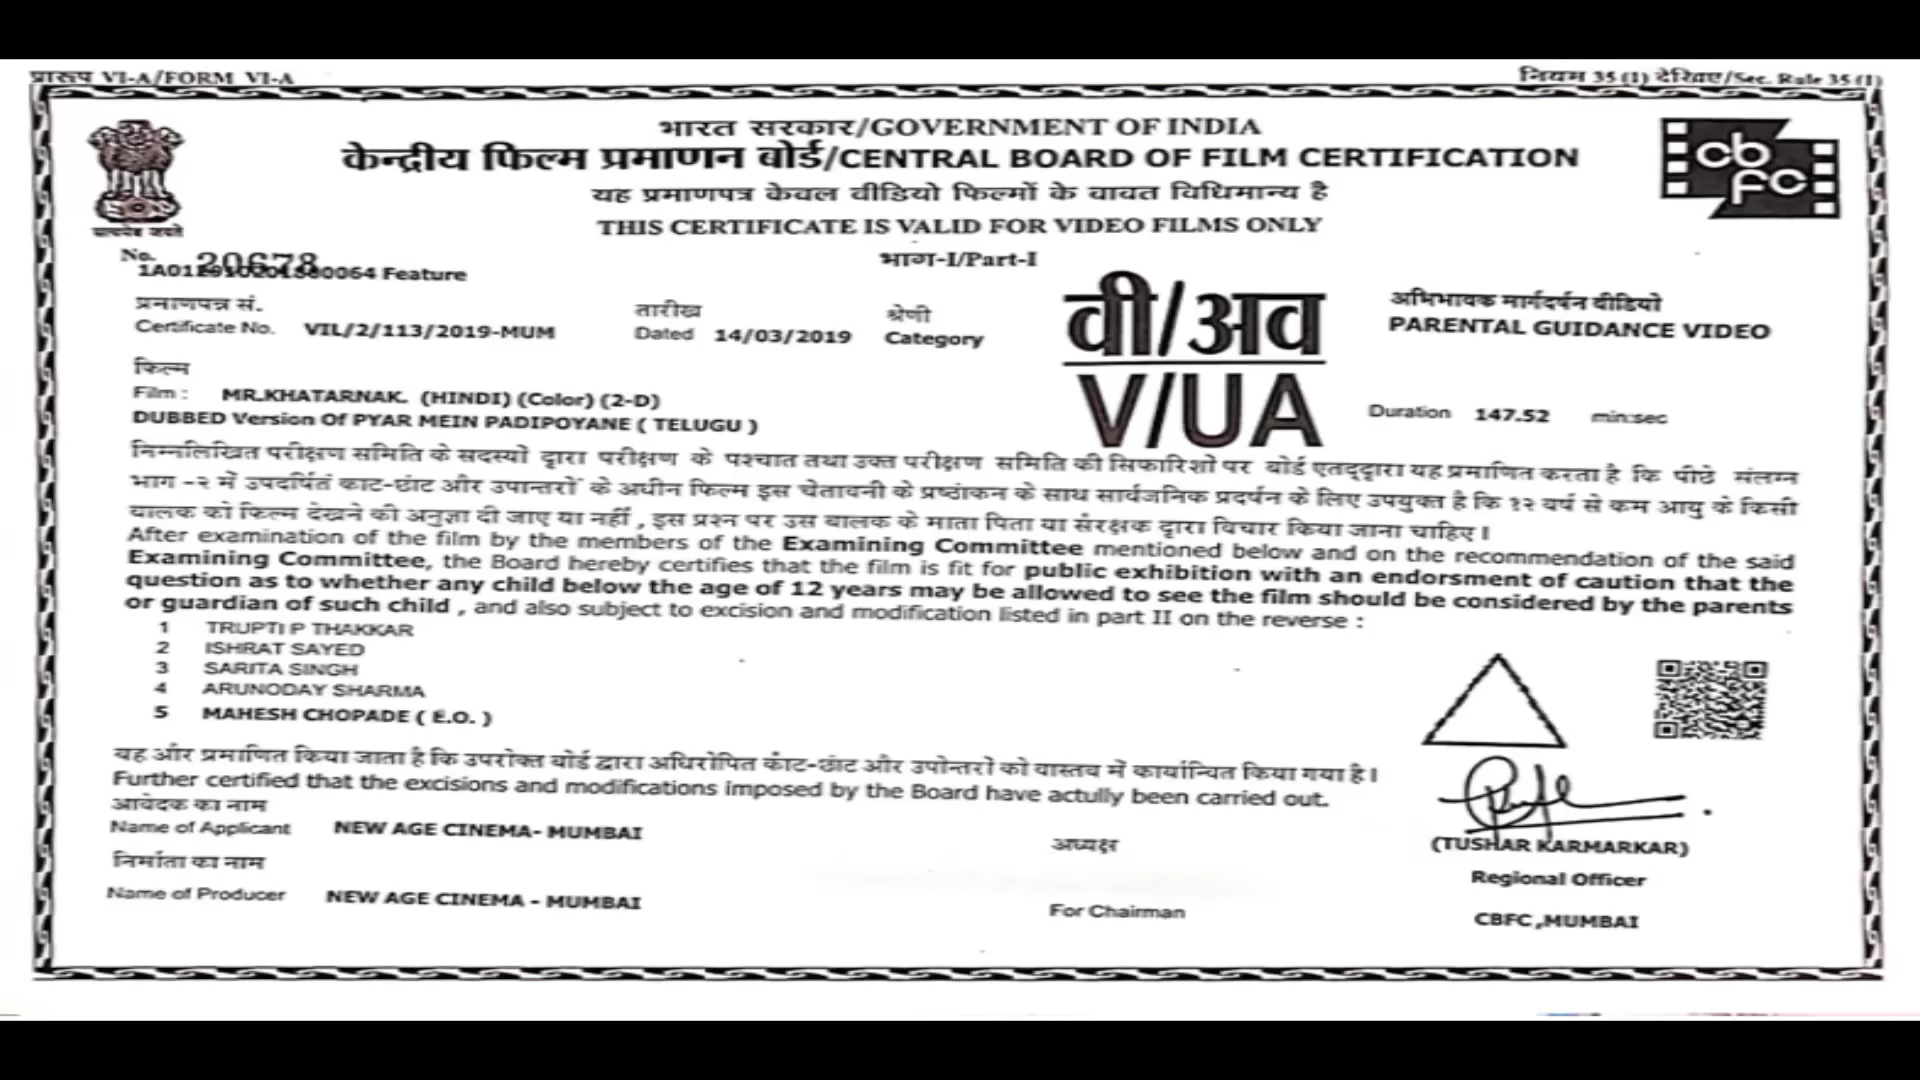 प्रारूप VI-A/FORM VI-A
नियम 35 (1) देखिए/Sec. Rule 35 (1)
भारत सरकार/GOVERNMENT OF INDIA
केन्द्रीय फिल्म प्रमाणन बोर्ड/CENTRAL BOARD OF FILM CERTIFICATION
cb
fc
यह प्रमाणपत्र केवल वीडियो फिल्मों के वावत विधिमान्य है
THIS CERTIFICATE IS VALID FOR VIDEO FILMS ONLY
सत्यमेव जयते
No. 20678
Feature
भाग-I/Part-I
प्रमाणपत्र सं.
Certificate No. VIL/2/113/2019-MUM
तारीख
Dated 14/03/2019
श्रेणी
Category
वी/अव
V/UA
अभिभावक मार्गदर्षन वीडियो
PARENTAL GUIDANCE VIDEO
फिल्म
Film : MR.KHATARNAK. (HINDI) (Color) (2-D)
DUBBED Version Of PYAR MEIN PADIPOYANE ( TELUGU )
Duration 147.52 min:sec
निम्नलिखित परीक्षण समिति के सदस्यों द्वारा परीक्षण के पश्चात तथा उक्त परीक्षण समिति की सिफारिशों पर बोर्ड एतद्द्वारा यह प्रमाणित करता है कि पीछे संलग्न
भाग -२ में उपदर्षितं काट-छांट और उपान्तरों के अधीन फिल्म इस चेतावनी के प्रष्ठांकन के साथ सार्वजनिक प्रदर्षन के लिए उपयुक्त है कि १२ वर्ष से कम आयु के किसी
बालक को फिल्म देखने की अनुज्ञा दी जाए या नहीं , इस प्रश्न पर उस बालक के माता पिता या संरक्षक द्वारा विचार किया जाना चाहिए ।
After examination of the film by the members of the Examining Committee mentioned below and on the recommendation of the said
Examining Committee, the Board hereby certifies that the film is fit for public exhibition with an endorsment of caution that the
question as to whether any child below the age of 12 years may be allowed to see the film should be considered by the parents
or guardian of such child , and also subject to excision and modification listed in part II on the reverse :
1 TRUPTI P THAKKAR
2 ISHRAT SAYED
3 SARITA SINGH
4 ARUNODAY SHARMA
5 MAHESH CHOPADE ( E.O. )
यह और प्रमाणित किया जाता है कि उपरोक्त बोर्ड द्वारा अधिरोपित काँट-छांट और उपोन्तरों को वास्तव में कार्यान्वित किया गया है।
Further certified that the excisions and modifications imposed by the Board have actully been carried out.
आवेदक का नाम
Name of Applicant NEW AGE CINEMA- MUMBAI
निर्माता का नाम
Name of Producer NEW AGE CINEMA - MUMBAI
अध्यक्ष
For Chairman
(TUSHAR KARMARKAR)
Regional Officer
CBFC ,MUMBAI